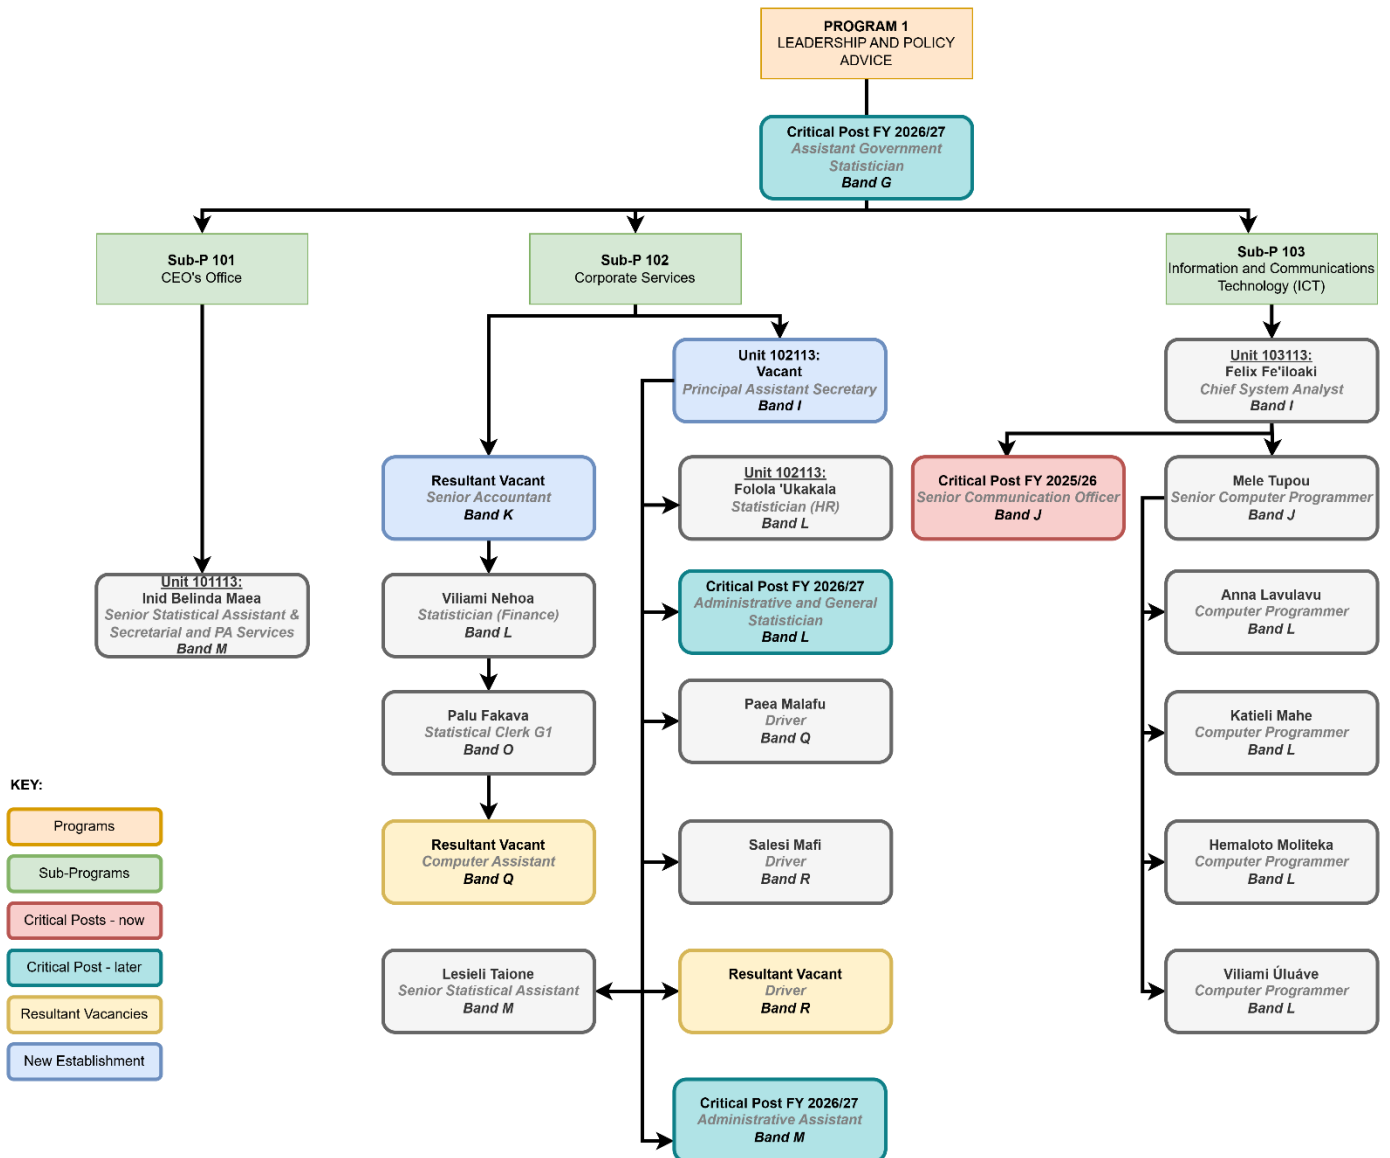 PROGRAM 1
LEADERSHIP AND POLICY
ADVICE
Critical Post FY 2026/27
Assistant Government
Statistician
Band G
Sub-P 101
CEO's Office
Sub-P 102
Corporate Services
Sub-P 103
Information and Communications
Technology (ICT)
Unit 102113:
Vacant
Principal Assistant Secretary
Band I
Unit 103113:
Felix Fe'iloaki
Chief System Analyst
Band I
Resultant Vacant
Senior Accountant
Band K
Unit 102113:
Folola 'Ukakala
Statistician (HR)
Band L
Critical Post FY 2025/26
Senior Communication Officer
Band J
Mele Tupou
Senior Computer Programmer
Band J
Unit 101113:
Inid Belinda Maea
Senior Statistical Assistant &
Secretarial and PA Services
Band M
Viliami Nehoa
Statistician (Finance)
Band L
Critical Post FY 2026/27
Administrative and General
Statistician
Band L
Anna Lavulavu
Computer Programmer
Band L
Palu Fakava
Statistical Clerk G1
Band O
Paea Malafu
Driver
Band Q
Katieli Mahe
Computer Programmer
Band L
Resultant Vacant
Computer Assistant
Band Q
Salesi Mafi
Driver
Band R
Hemaloto Moliteka
Computer Programmer
Band L
Lesieli Taione
Senior Statistical Assistant
Band M
Resultant Vacant
Driver
Band R
Viliami Úluáve
Computer Programmer
Band L
Critical Post FY 2026/27
Administrative Assistant
Band M
KEY:
Programs
Sub-Programs
Critical Posts - now
Critical Post - later
Resultant Vacancies
New Establishment